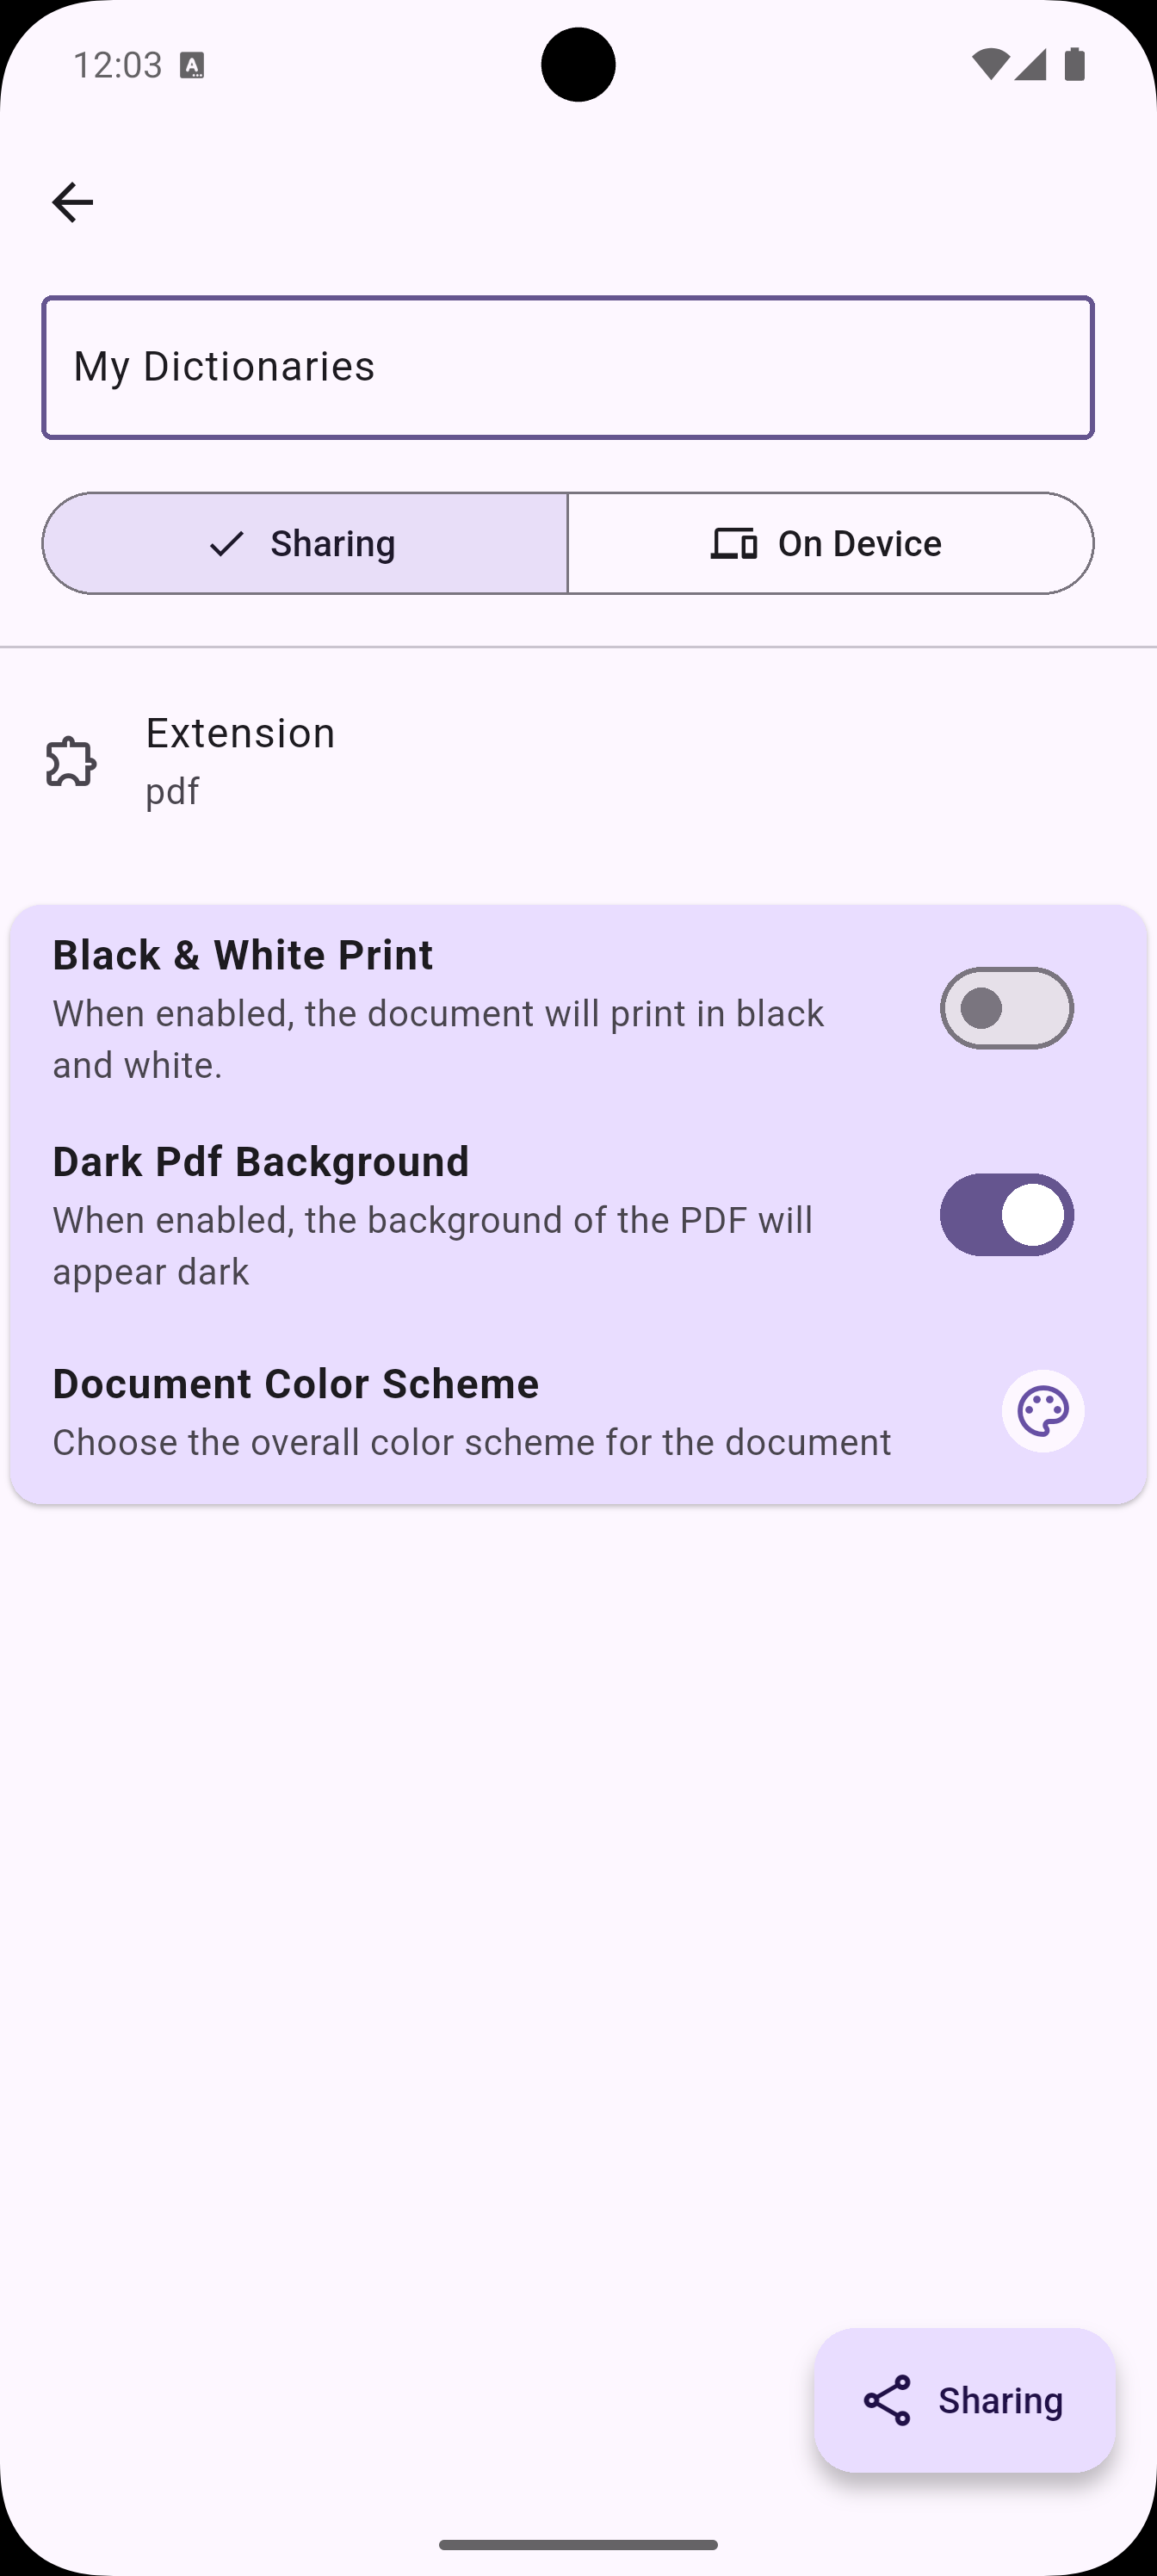 12:03
My Dictionaries
Sharing
On Device
Extension
pdf
Black & White Print
When enabled, the document will print in black
and white.
Dark Pdf Background
When enabled, the background of the PDF will
appear dark
Document Color Scheme
Choose the overall color scheme for the document
Sharing